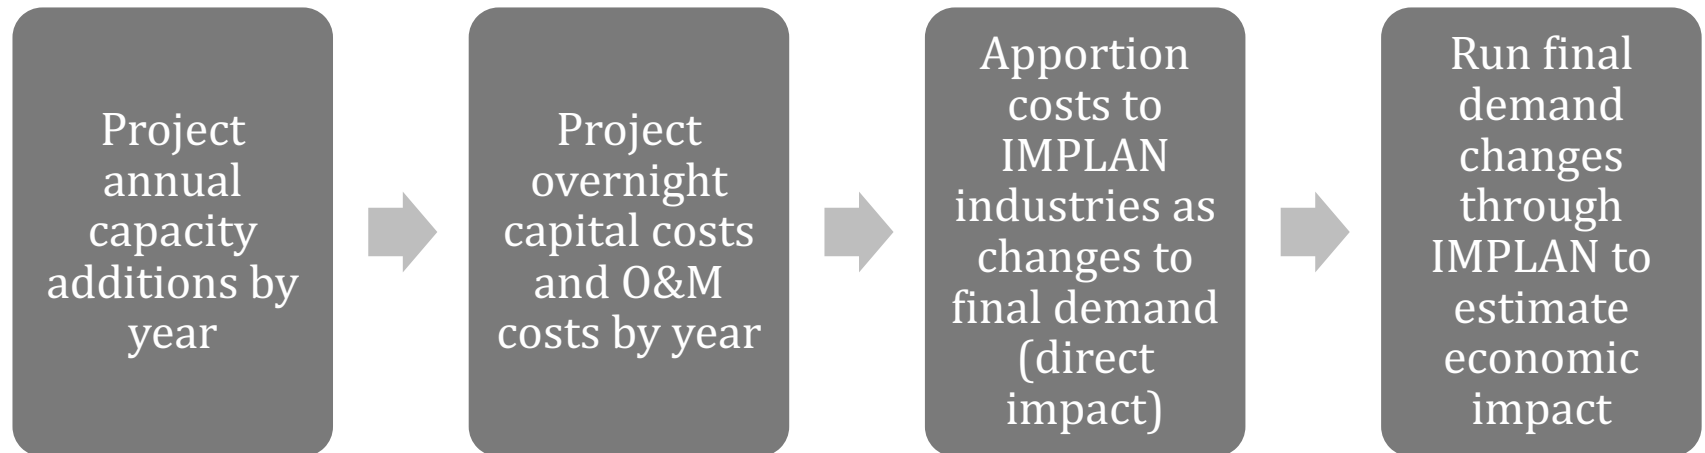 Project
annual
capacity
additions by
year
Project
overnight
capital costs
and O&M
costs by year
Apportion
costs to
IMPLAN
industries as
changes to
final demand
(direct
impact)
Run final
demand
changes
through
IMPLAN to
estimate
economic
impact